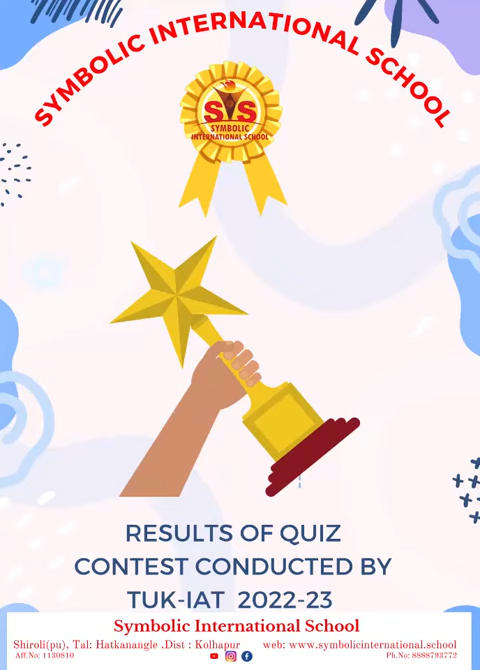 SYMBOLIC INTERNATIONAL SCHOOL
SIS
SYMBOLIC
INTERNATIONAL SCHOOL
RESULTS OF QUIZ
CONTEST CONDUCTED BY
TUK-IAT 2022-23
Symbolic International School
Shiroli(pu), Tal: Hatkanangle ,Dist : Kolhapur web: www.symbolicinternational.school
Aff.No: 1130810 Ph.No: 8888793772